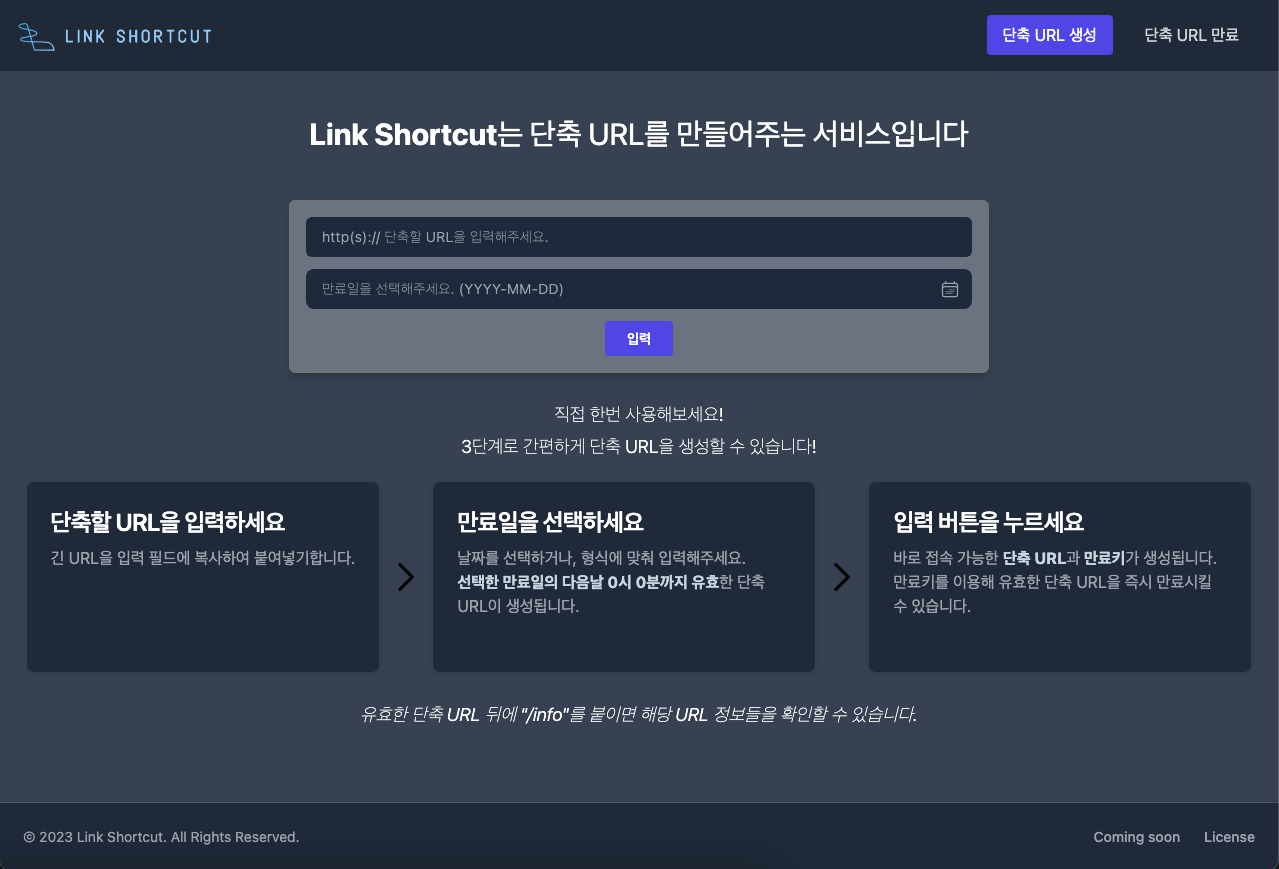 LINK SHORTCUT
단축 URL 생성
단축 URL 만료
Link Shortcut는 단축 URL를 만들어주는 서비스입니다
http(s):// 단축할 URL을 입력해주세요.
만료일을 선택해주세요. (YYYY-MM-DD)
입력
직접 한번 사용해보세요!
3단계로 간편하게 단축 URL을 생성할 수 있습니다!
단축할 URL을 입력하세요
긴 URL을 입력 필드에 복사하여 붙여넣기합니다.
만료일을 선택하세요
날짜를 선택하거나, 형식에 맞춰 입력해주세요.
선택한 만료일의 다음날 0시 0분까지 유효한 단축
URL이 생성됩니다.
입력 버튼을 누르세요
바로 접속 가능한 단축 URL과 만료키가 생성됩니다.
만료키를 이용해 유효한 단축 URL을 즉시 만료시킬
수 있습니다.
유효한 단축 URL 뒤에 "/info"를 붙이면 해당 URL 정보들을 확인할 수 있습니다.
© 2023 Link Shortcut. All Rights Reserved.
Coming soon
License